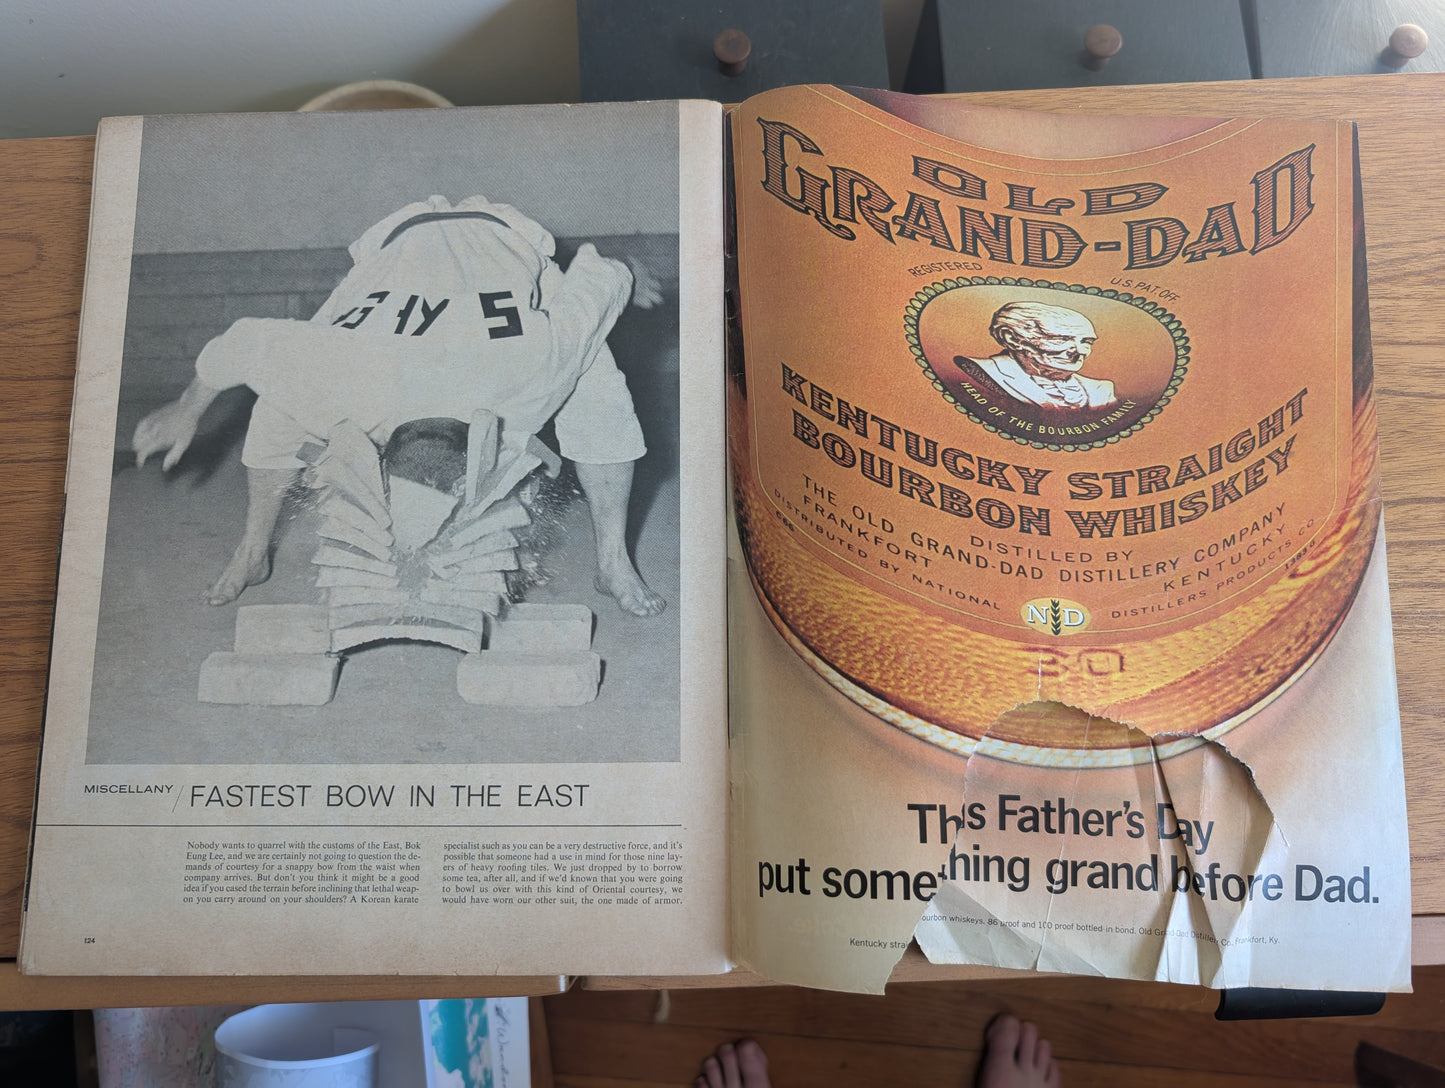 MISCELLANY / FASTEST BOW IN THE EAST
Nobody wants to quarrel with the customs of the East, Bok
Eung Lee, and we are certainly not going to question the de-
mands of courtesy for a snappy bow from the waist when
company arrives. But don't you think it might be a good
idea if you cased the terrain before inclining that lethal weap-
on you carry around on your shoulders? A Korean karate
specialist such as you can be a very destructive force, and it's
possible that someone had a use in mind for those nine lay-
ers of heavy roofing tiles. We just dropped by to borrow
some tea, after all, and if we'd known that you were going
to bowl us over with this kind of Oriental courtesy, we
would have worn our other suit, the one made of armor.
124
OLD
GRAND-DAD
REGISTERED U.S. PAT. OFF.
HEAD OF THE BOURBON FAMILY
KENTUCKY STRAIGHT
BOURBON WHISKEY
DISTILLED BY
THE OLD GRAND-DAD DISTILLERY COMPANY
FRANKFORT KENTUCKY
DISTRIBUTED BY NATIONAL DISTILLERS PRODUCTS CO
N D
30
This Father's Day
put something grand before Dad.
Kentucky straight bourbon whiskeys, 86 proof and 100 proof bottled in bond. Old Grand-Dad Distillery Co., Frankfort, Ky.